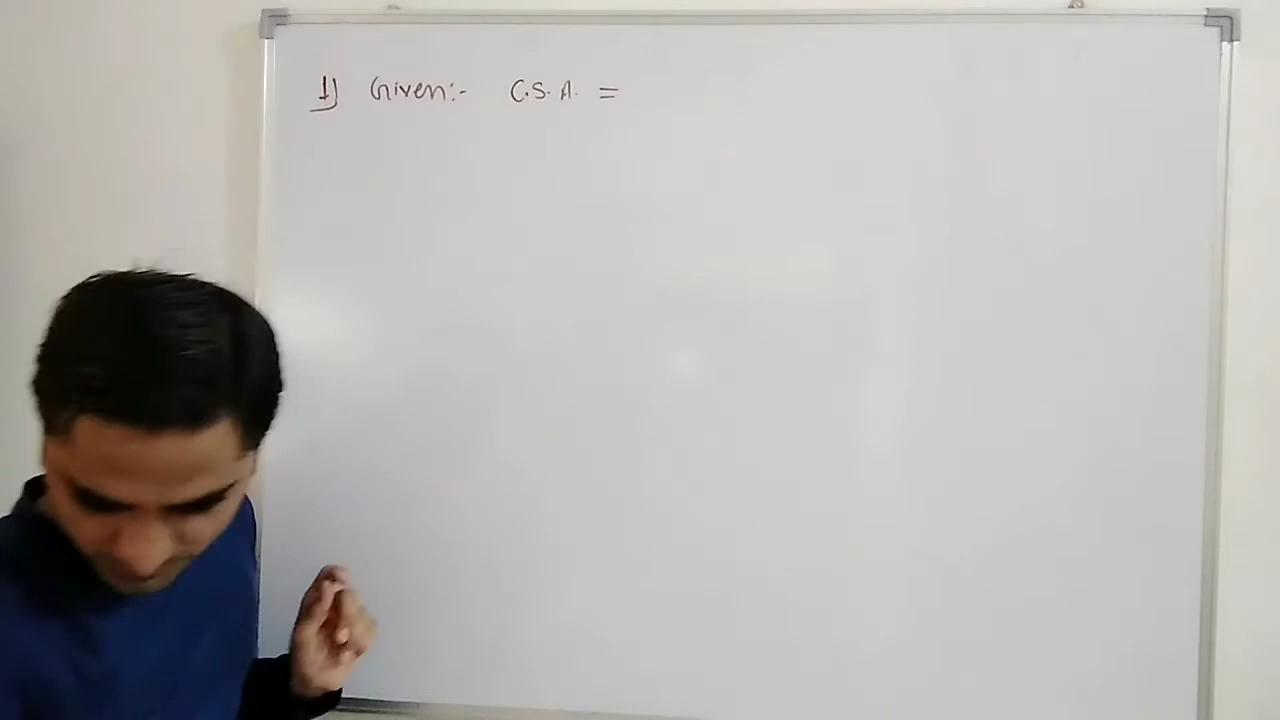 1) Given:- C.S.A. =